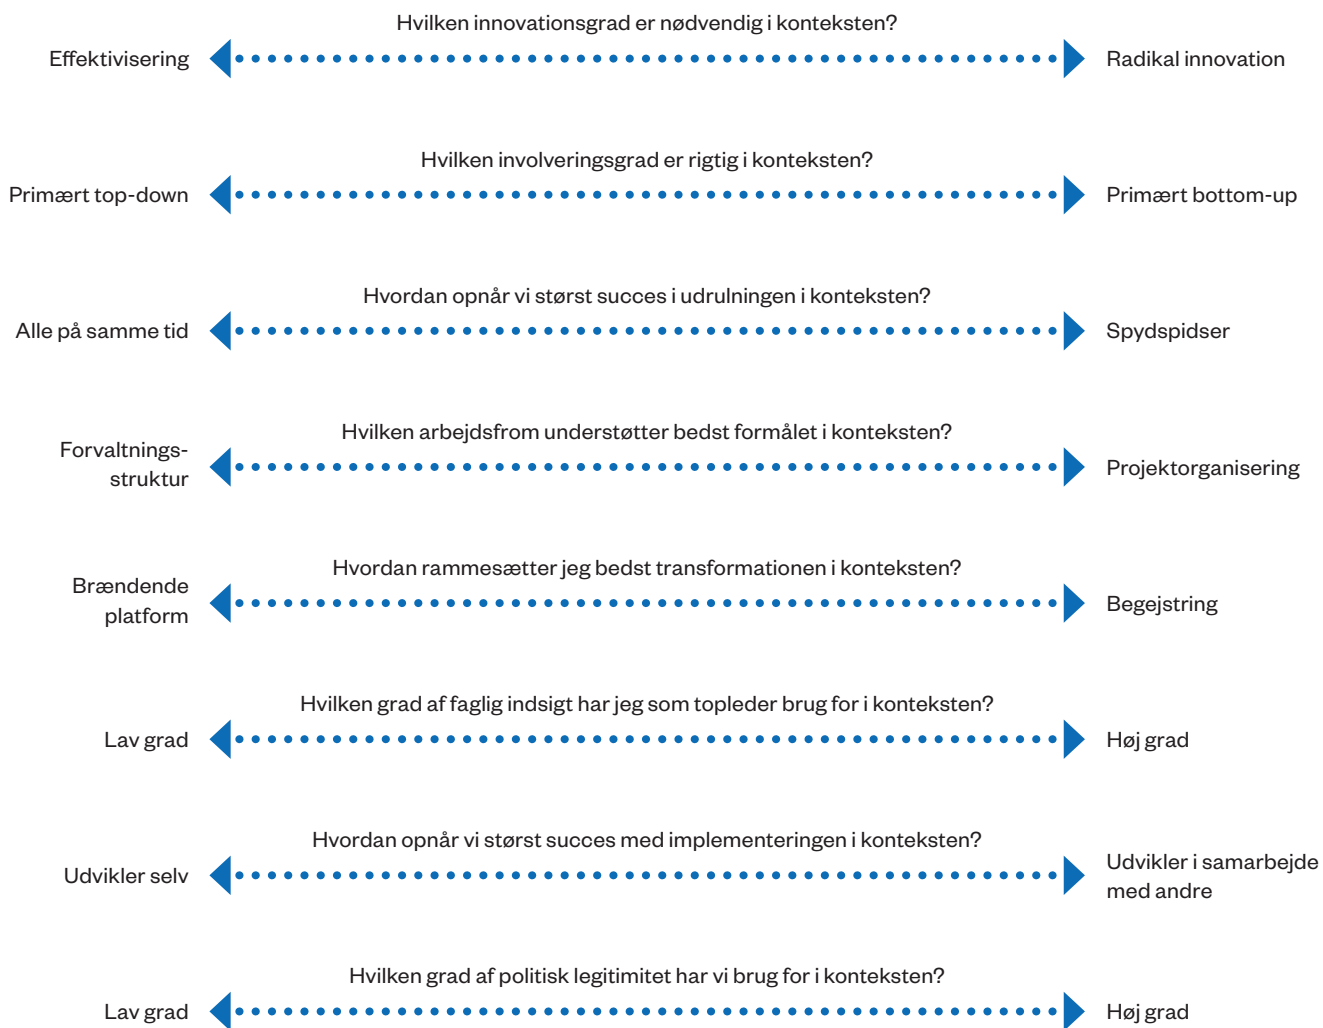 Hvilken innovationsgrad er nødvendig i konteksten?
Effektivisering
Radikal innovation
Hvilken involveringsgrad er rigtig i konteksten?
Primært top-down
Primært bottom-up
Hvordan opnår vi størst succes i udrulningen i konteksten?
Alle på samme tid
Spydspidser
Hvilken arbejdsfrom understøtter bedst formålet i konteksten?
Forvaltnings-
struktur
Projektorganisering
Hvordan rammesætter jeg bedst transformationen i konteksten?
Brændende
platform
Begejstring
Hvilken grad af faglig indsigt har jeg som topleder brug for i konteksten?
Lav grad
Høj grad
Hvordan opnår vi størst succes med implementeringen i konteksten?
Udvikler selv
Udvikler i samarbejde
med andre
Hvilken grad af politisk legitimitet har vi brug for i konteksten?
Lav grad
Høj grad